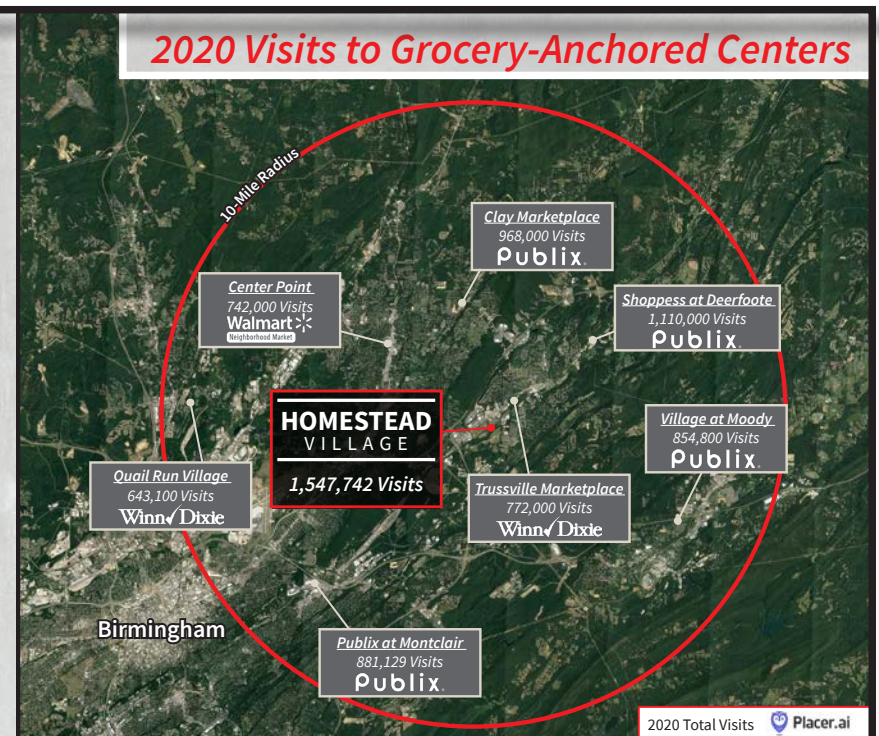 2020 Visits to Grocery-Anchored Centers
10-Mile Radius
Clay Marketplace
968,000 Visits
Publix.
Center Point
742,000 Visits
Walmart
Neighborhood Market
Shoppess at Deerfoote
1,110,000 Visits
Publix.
HOMESTEAD
VILLAGE
1,547,742 Visits
Village at Moody
854,800 Visits
Publix.
Quail Run Village
643,100 Visits
Winn Dixie
Trussville Marketplace
772,000 Visits
Winn Dixie
Birmingham
Publix at Montclair
881,129 Visits
Publix.
2020 Total Visits Placer.ai